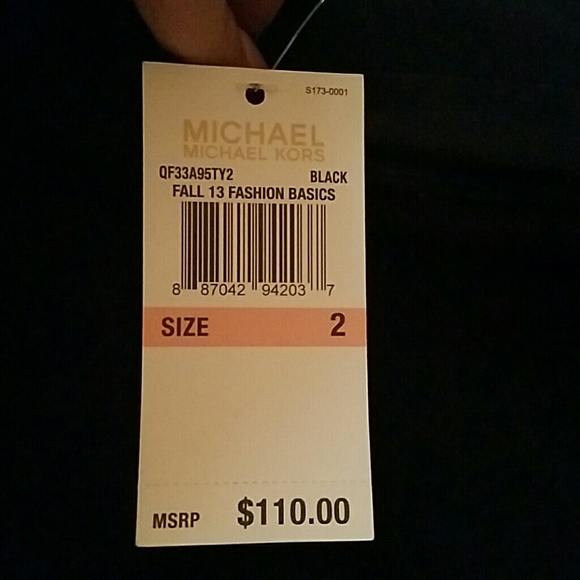 S173-0001
MICHAEL
MICHAEL KORS
QF33A95TY2 BLACK
FALL 13 FASHION BASICS
8 87042 94203 7
SIZE 2
MSRP $110.00